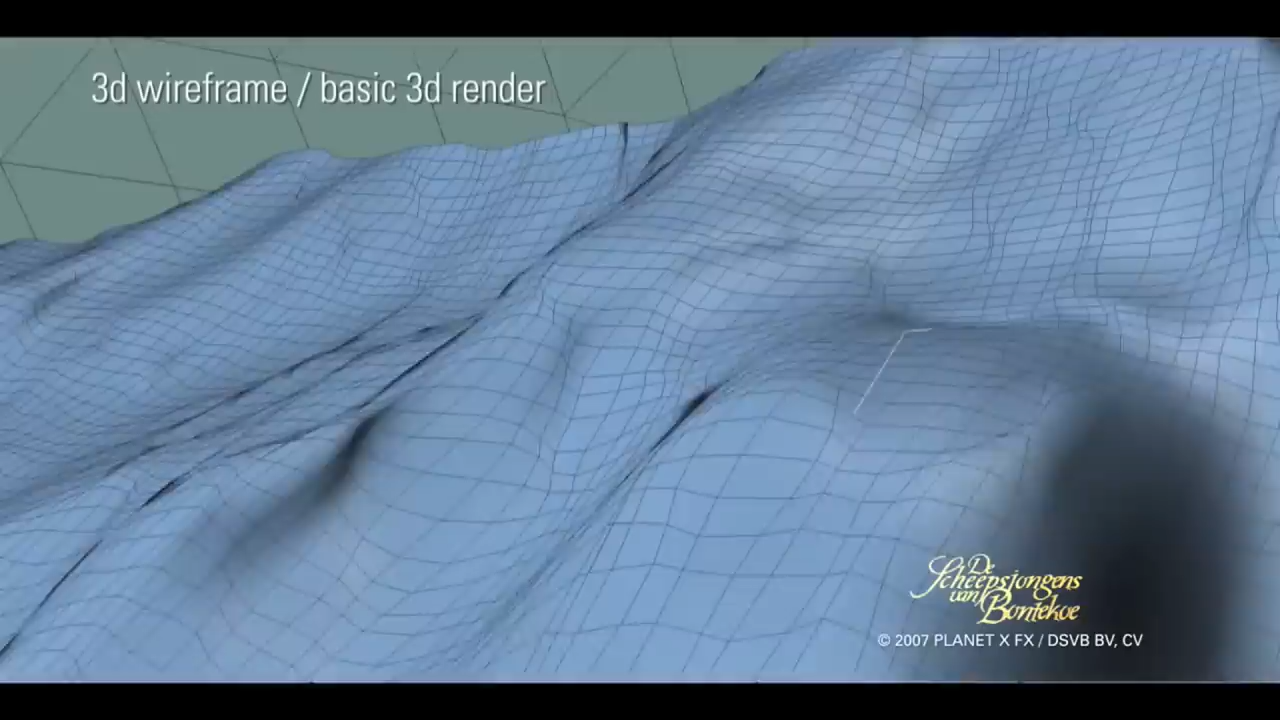 3d wireframe / basic 3d render
De
Scheepsjongens
van Bontekoe
© 2007 PLANET X FX / DSVB BV, CV